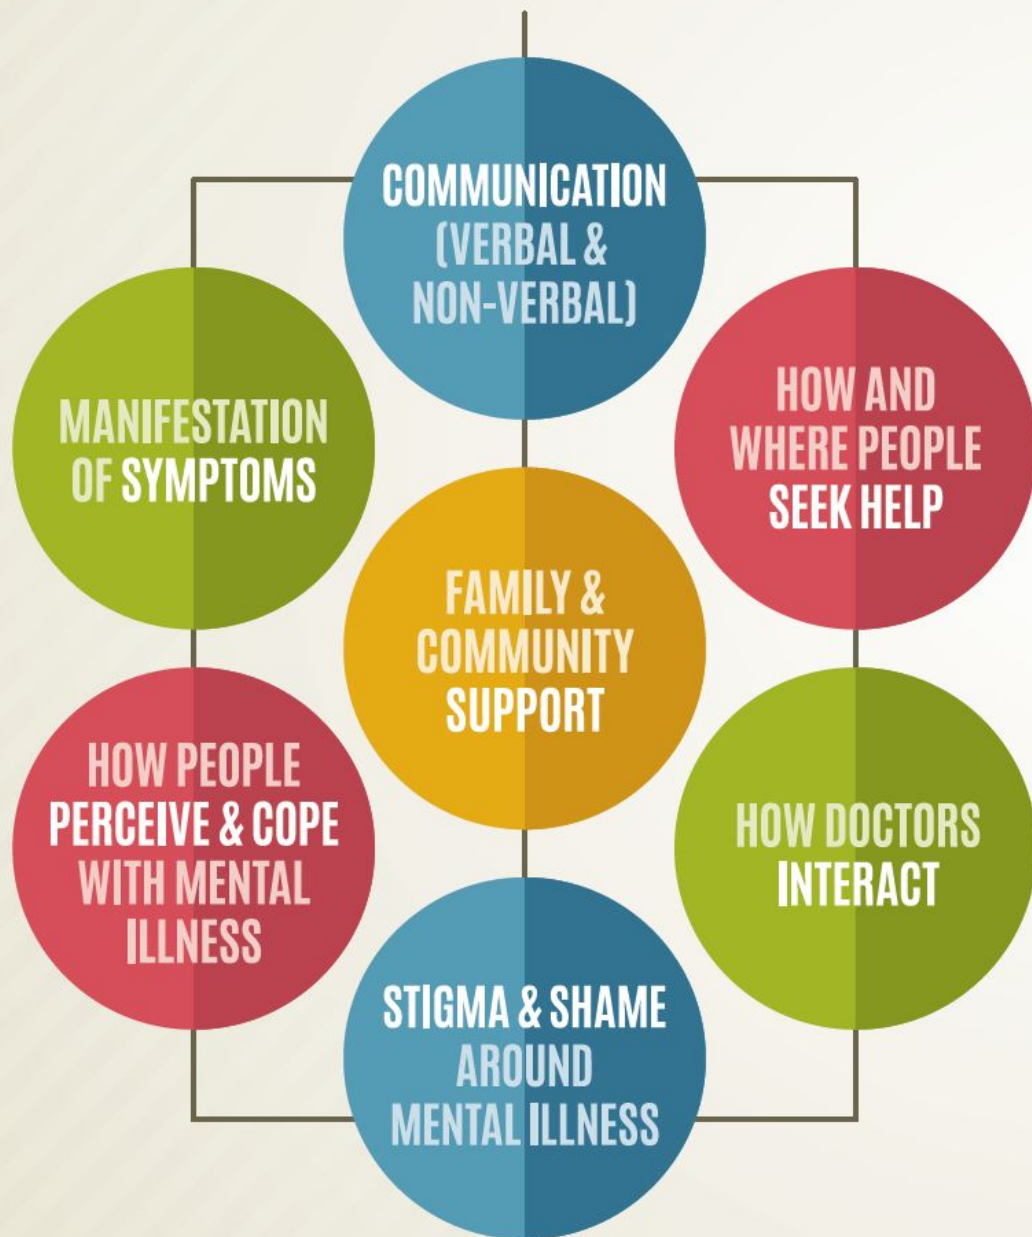 COMMUNICATION
(VERBAL &
NON-VERBAL)
MANIFESTATION
OF SYMPTOMS
HOW AND
WHERE PEOPLE
SEEK HELP
FAMILY &
COMMUNITY
SUPPORT
HOW PEOPLE
PERCEIVE & COPE
WITH MENTAL
ILLNESS
HOW DOCTORS
INTERACT
STIGMA & SHAME
AROUND
MENTAL ILLNESS